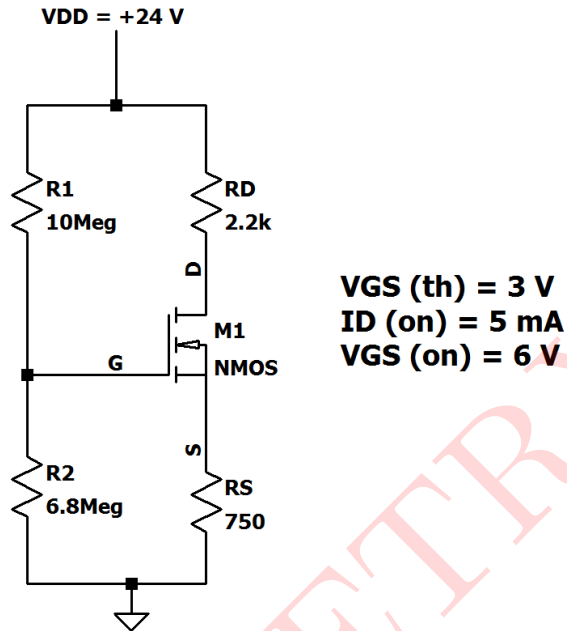 VDD = +24 V
R1
10Meg
RD
2.2k
D
M1
NMOS
G
S
R2
6.8Meg
RS
750
VGS (th) = 3 V
ID (on) = 5 mA
VGS (on) = 6 V
ETRY